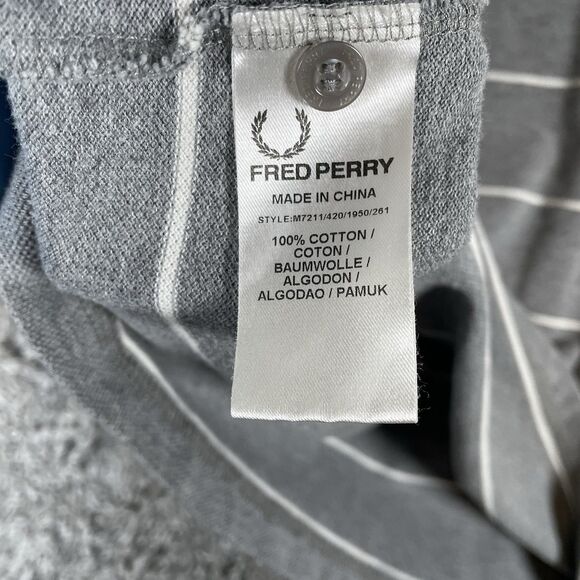 FRED PERRY
MADE IN CHINA
STYLE:M7211/420/1950/261
100% COTTON /
COTON /
BAUMWOLLE /
ALGODON /
ALGODAO / PAMUK